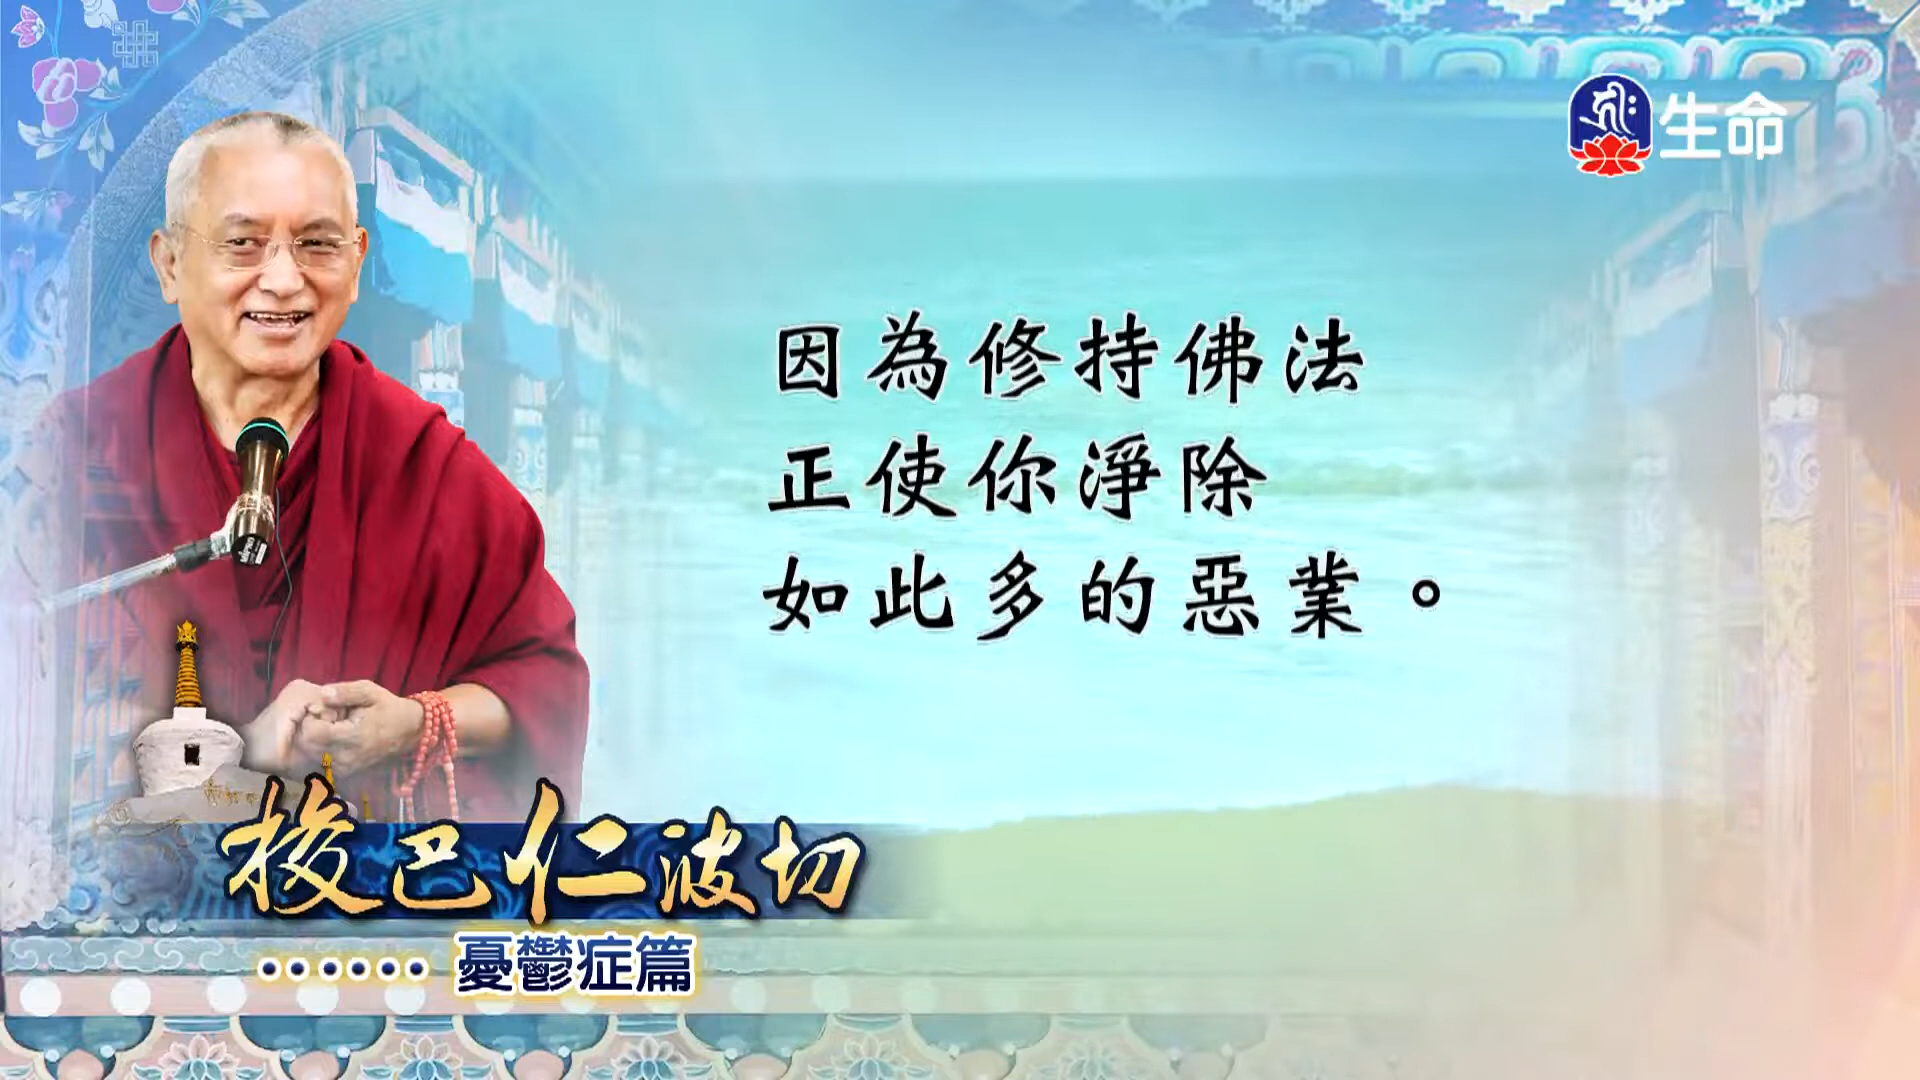 生命
因為修持佛法
正使你淨除
如此多的惡業。
梭巴仁波切
憂鬱症篇